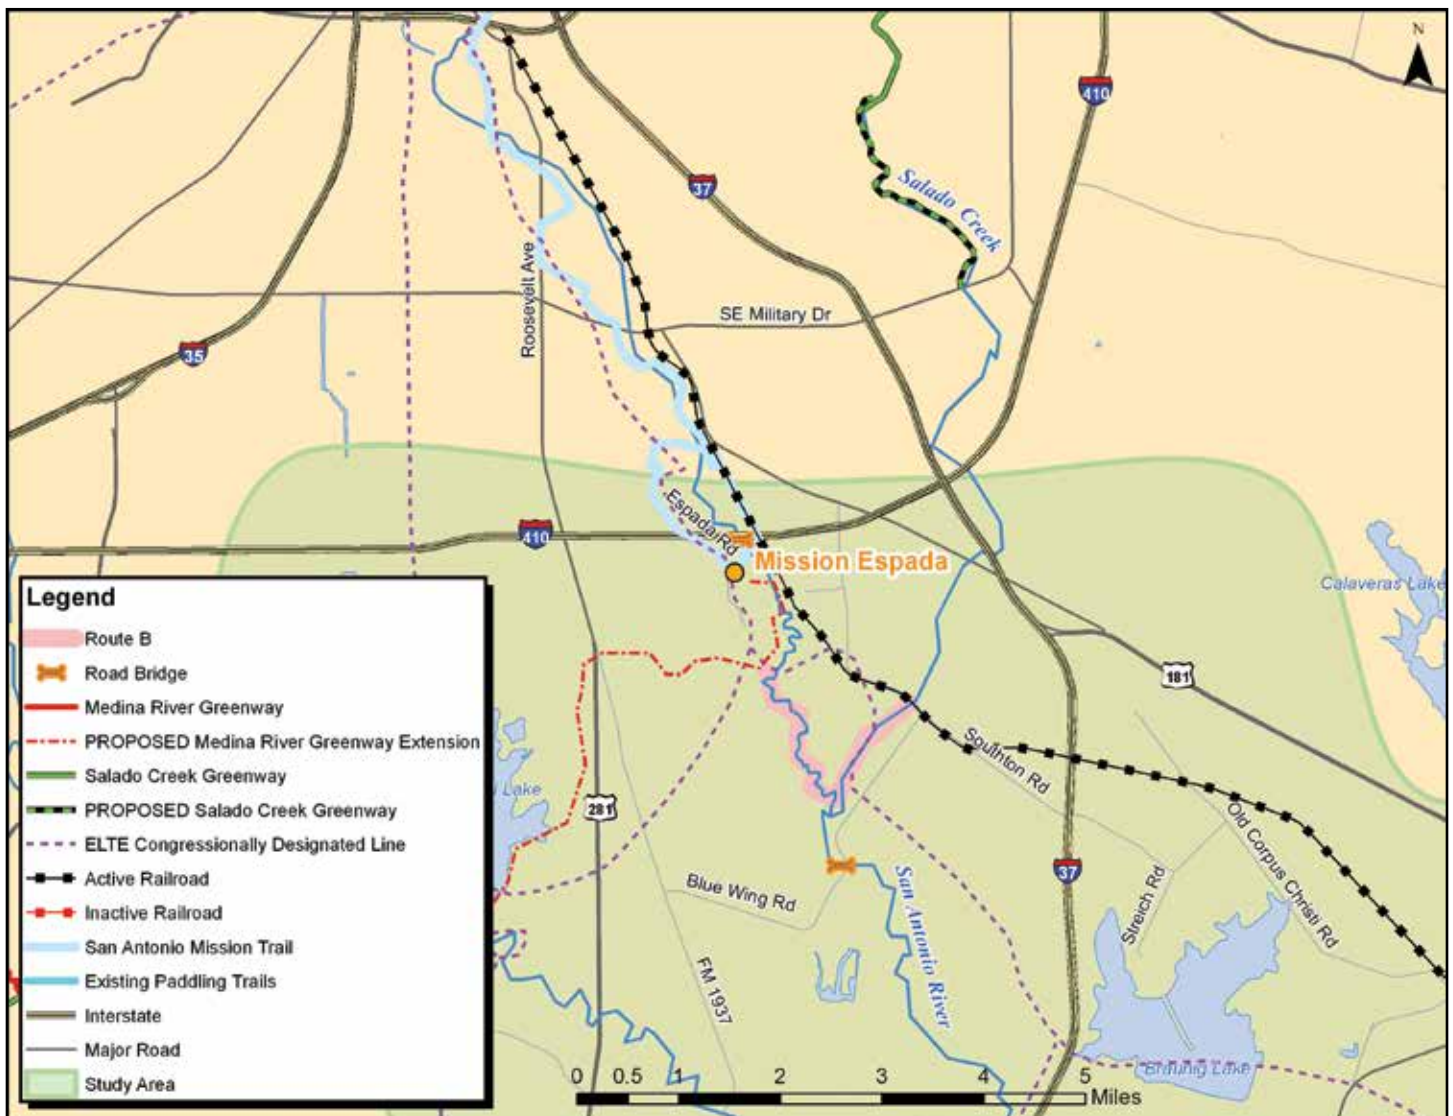 N
410
37
Salado Creek
Roosevelt Ave
SE Military Dr
35
Espada Rd
410
Mission Espada
Calaveras Lake
181
Southton Rd
Lake
281
Old Corpus Christi Rd
37
Streich Rd
Blue Wing Rd
San Antonio River
FM 1937
Braunig Lake
Legend
Route B
Road Bridge
Medina River Greenway
PROPOSED Medina River Greenway Extension
Salado Creek Greenway
PROPOSED Salado Creek Greenway
ELTE Congressionally Designated Line
Active Railroad
Inactive Railroad
San Antonio Mission Trail
Existing Paddling Trails
Interstate
Major Road
Study Area
0 0.5 1 2 3 4 5
Miles